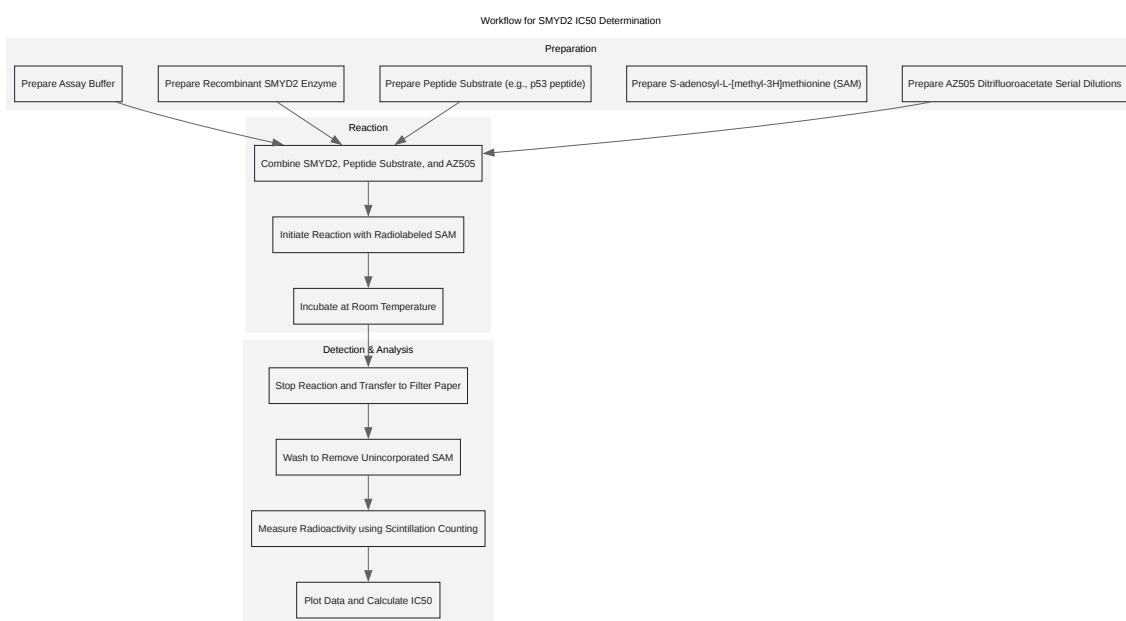 Workflow for SMYD2 IC50 Determination
Preparation
Prepare Assay Buffer
Prepare Recombinant SMYD2 Enzyme
Prepare Peptide Substrate (e.g., p53 peptide)
Prepare S-adenosyl-L-[methyl-3H]methionine (SAM)
Prepare AZ505 Ditrifluoroacetate Serial Dilutions
Reaction
Combine SMYD2, Peptide Substrate, and AZ505
Initiate Reaction with Radiolabeled SAM
Incubate at Room Temperature
Detection & Analysis
Stop Reaction and Transfer to Filter Paper
Wash to Remove Unincorporated SAM
Measure Radioactivity using Scintillation Counting
Plot Data and Calculate IC50